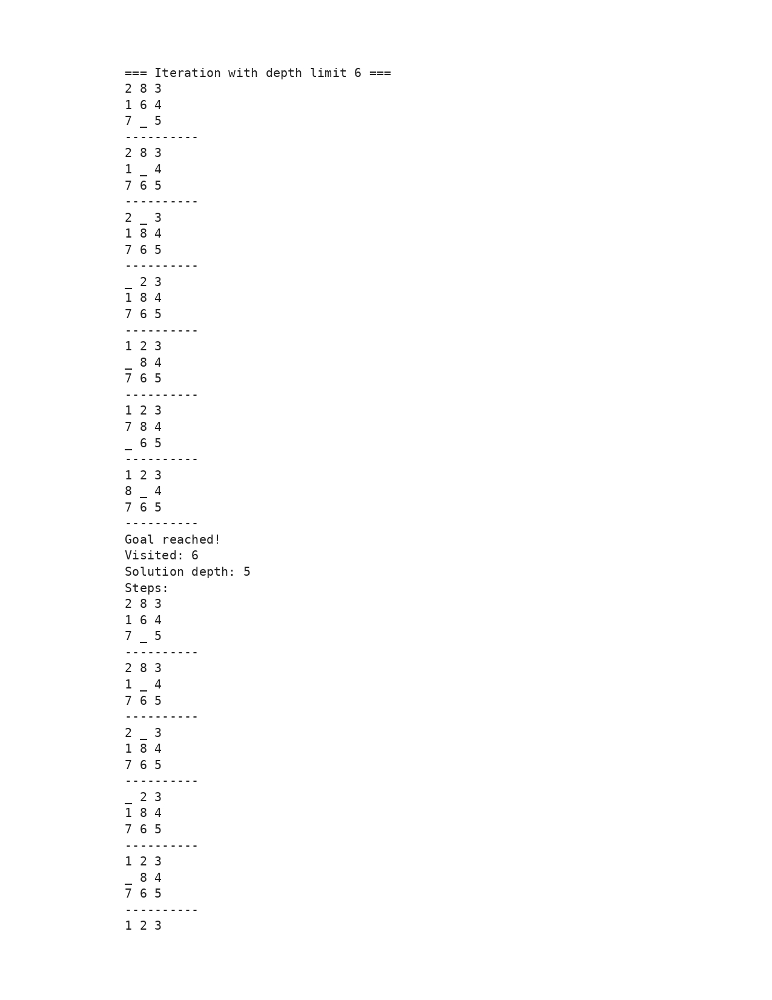 === Iteration with depth limit 6 ===
2 8 3
1 6 4
7 _ 5
----------
2 8 3
1 _ 4
7 6 5
----------
2 _ 3
1 8 4
7 6 5
----------
_ 2 3
1 8 4
7 6 5
----------
1 2 3
_ 8 4
7 6 5
----------
1 2 3
7 8 4
_ 6 5
----------
1 2 3
8 _ 4
7 6 5
----------
Goal reached!
Visited: 6
Solution depth: 5
Steps:
2 8 3
1 6 4
7 _ 5
----------
2 8 3
1 _ 4
7 6 5
----------
2 _ 3
1 8 4
7 6 5
----------
_ 2 3
1 8 4
7 6 5
----------
1 2 3
_ 8 4
7 6 5
----------
1 2 3